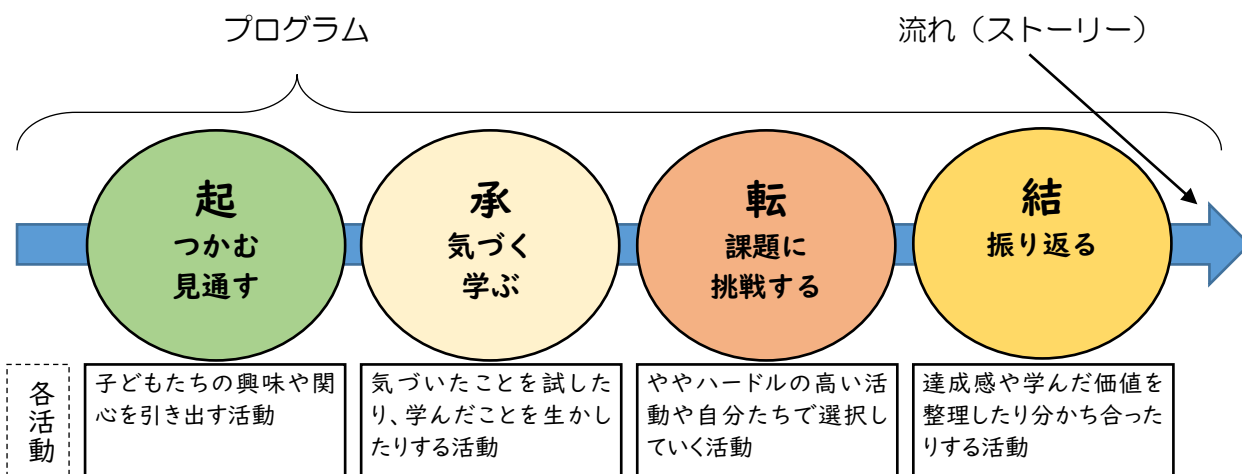 プログラム
流れ（ストーリー）
起
つかむ
見通す
承
気づく
学ぶ
転
課題に
挑戦する
結
振り返る
各活動
子どもたちの興味や関
心を引き出す活動
気づいたことを試した
り、学んだことを生かし
たりする活動
ややハードルの高い活
動や自分たちで選択し
ていく活動
達成感や学んだ価値を
整理したり分かち合った
りする活動